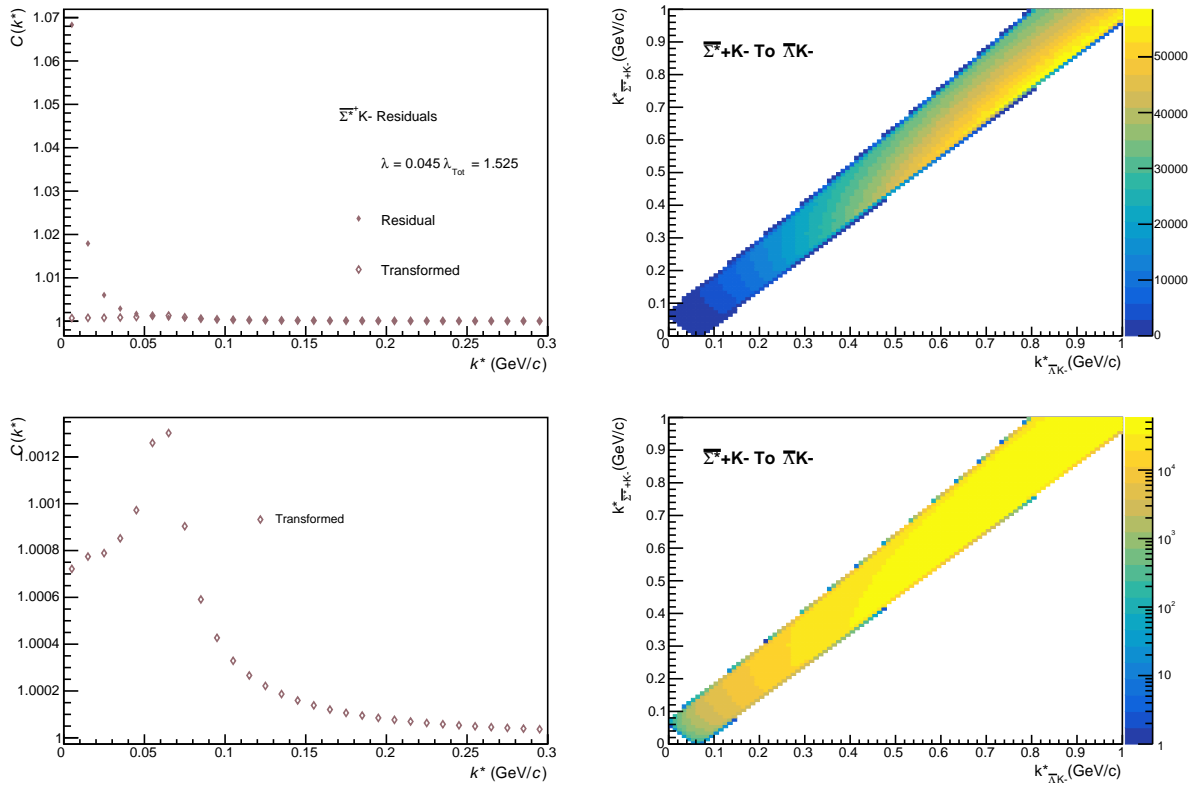 C(k*)
1.07
1.06
1.05
1.04
1.03
1.02
1.01
1.00
Σ*⁺K- Residuals
λ = 0.045 λTot = 1.525
Residual
Transformed
0 0.05 0.1 0.15 0.2 0.25 0.3
k* (GeV/c)
k*Σ*+K-(GeV/c)
1
0.9
0.8
0.7
0.6
0.5
0.4
0.3
0.2
0.1
0
Σ*+K- To ΛK-
0 0.1 0.2 0.3 0.4 0.5 0.6 0.7 0.8 0.9 1
k*ΛK-(GeV/c)
50000
40000
30000
20000
10000
0
C(k*)
1.0012
1.001
1.0008
1.0006
1.0004
1.0002
1
Transformed
0 0.05 0.1 0.15 0.2 0.25 0.3
k* (GeV/c)
k*Σ*+K-(GeV/c)
1
0.9
0.8
0.7
0.6
0.5
0.4
0.3
0.2
0.1
0
Σ*+K- To ΛK-
0 0.1 0.2 0.3 0.4 0.5 0.6 0.7 0.8 0.9 1
k*ΛK-(GeV/c)
10⁴
10³
10²
10
1